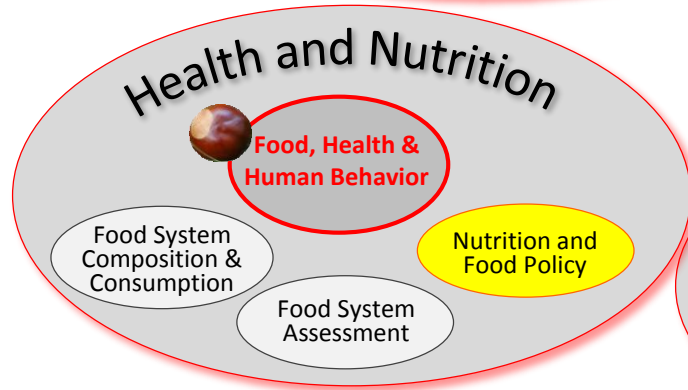 Health and Nutrition
Food, Health &
Human Behavior
Food System
Composition &
Consumption
Nutrition and
Food Policy
Food System
Assessment